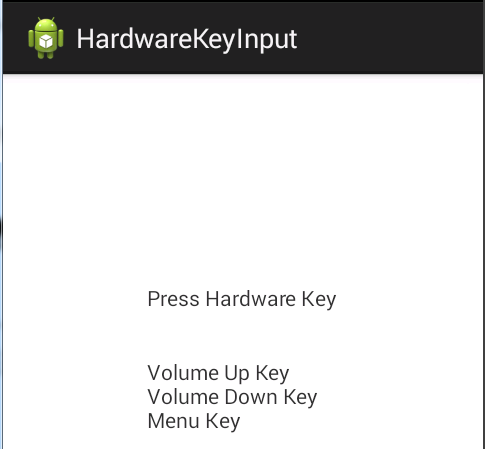 HardwareKeyInput
Press Hardware Key
Volume Up Key
Volume Down Key
Menu Key